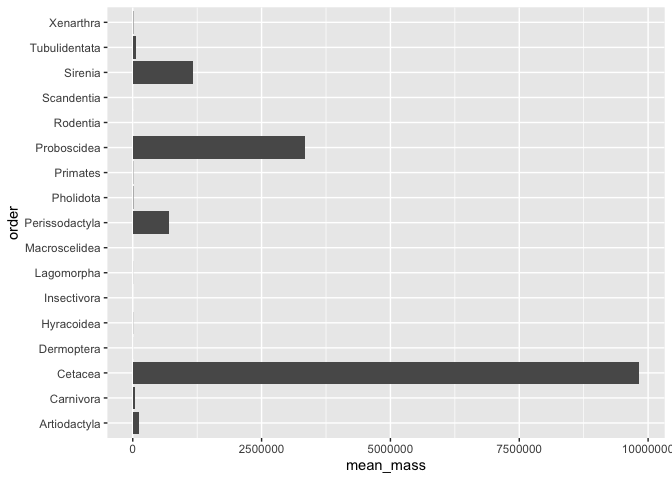 Xenarthra
Tubulidentata
Sirenia
Scandentia
Rodentia
Proboscidea
Primates
Pholidota
Perissodactyla
Macroscelidea
Lagomorpha
Insectivora
Hyracoidea
Dermoptera
Cetacea
Carnivora
Artiodactyla
order
0 2500000 5000000 7500000 10000000
mean_mass